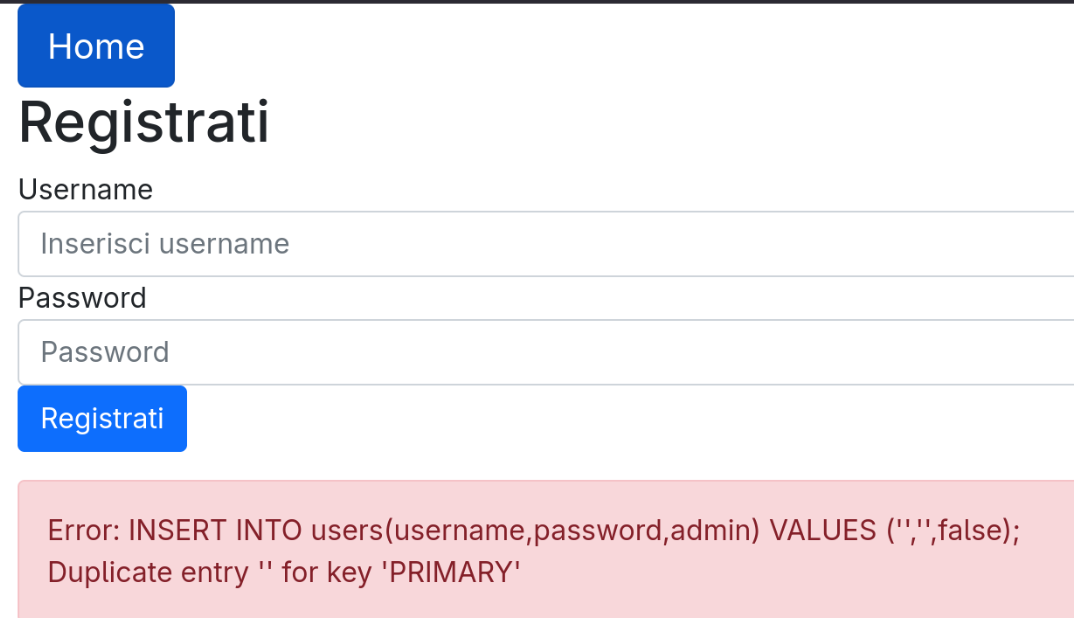 Home
Registrati
Username
Inserisci username
Password
Password
Registrati
Error: INSERT INTO users(username,password,admin) VALUES ('','',false);
Duplicate entry '' for key 'PRIMARY'